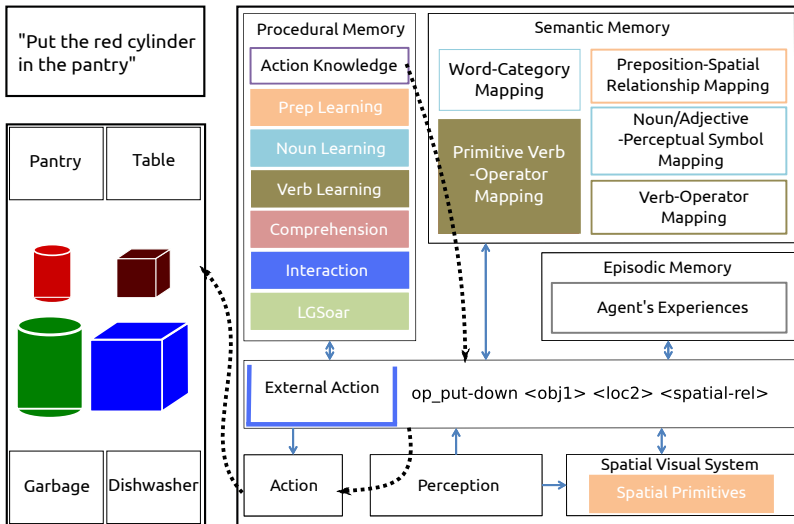 "Put the red cylinder
in the pantry"
Pantry
Table
Garbage
Dishwasher
Procedural Memory
Action Knowledge
Prep Learning
Noun Learning
Verb Learning
Comprehension
Interaction
LGSoar
Semantic Memory
Word-Category
Mapping
Preposition-Spatial
Relationship Mapping
Primitive Verb
-Operator
Mapping
Noun/Adjective
-Perceptual Symbol
Mapping
Verb-Operator
Mapping
Episodic Memory
Agent's Experiences
External Action
op_put-down <obj1> <loc2> <spatial-rel>
Action
Perception
Spatial Visual System
Spatial Primitives